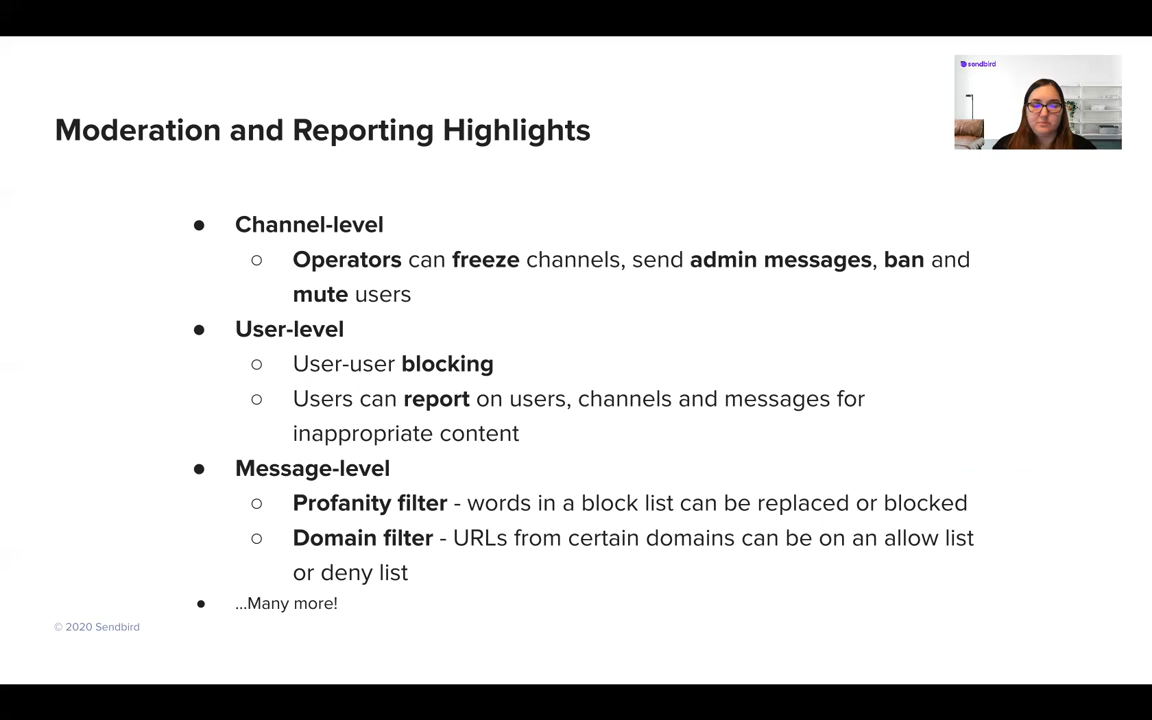 sendbird
Moderation and Reporting Highlights
● Channel-level
○ Operators can freeze channels, send admin messages, ban and
mute users
● User-level
○ User-user blocking
○ Users can report on users, channels and messages for
inappropriate content
● Message-level
○ Profanity filter - words in a block list can be replaced or blocked
○ Domain filter - URLs from certain domains can be on an allow list
or deny list
● ...Many more!
© 2020 Sendbird